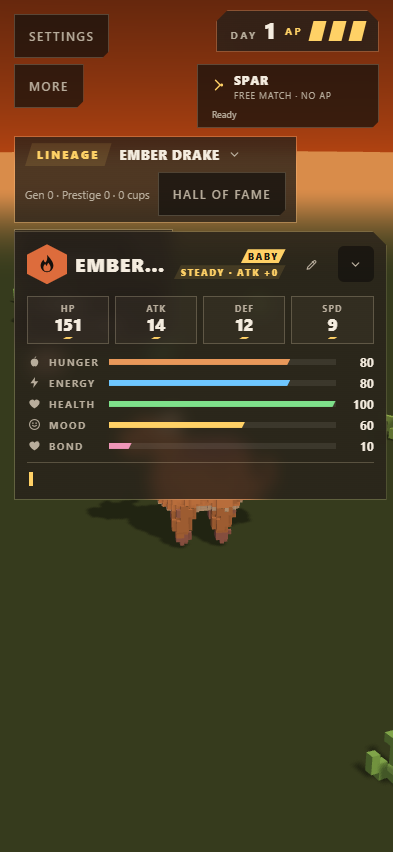 SETTINGS
DAY 1 AP
MORE
SPAR
FREE MATCH · NO AP
Ready
LINEAGE EMBER DRAKE
Gen 0 · Prestige 0 · 0 cups HALL OF FAME
EMBER...
BABY
STEADY · ATK +0
HP ATK DEF SPD
151 14 12 9
HUNGER 80
ENERGY 80
HEALTH 100
MOOD 60
BOND 10